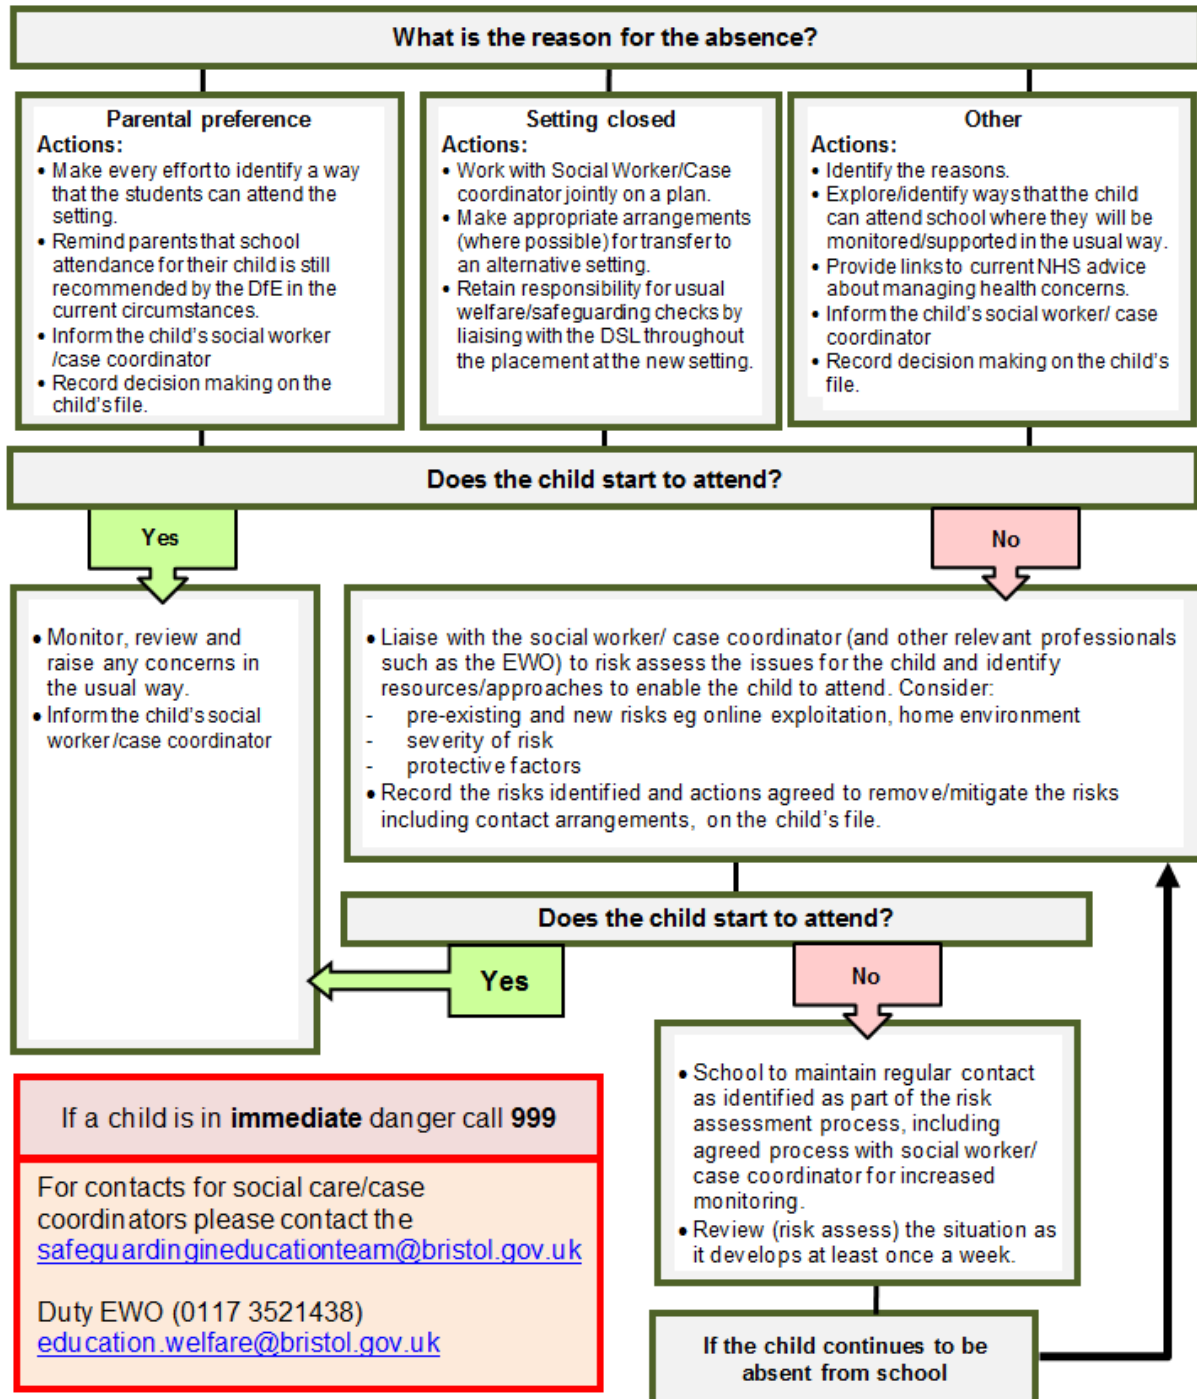 What is the reason for the absence?
Parental preference
Actions:
• Make every effort to identify a way
that the students can attend the
setting.
• Remind parents that school
attendance for their child is still
recommended by the DfE in the
current circumstances.
• Inform the child's social worker
/case coordinator
• Record decision making on the
child's file.
Setting closed
Actions:
• Work with Social Worker/Case
coordinator jointly on a plan.
• Make appropriate arrangements
(where possible) for transfer to
an alternative setting.
• Retain responsibility for usual
welfare/safeguarding checks by
liaising with the DSL throughout
the placement at the new setting.
Other
Actions:
• Identify the reasons.
• Explore/identify ways that the child
can attend school where they will be
monitored/supported in the usual way.
• Provide links to current NHS advice
about managing health concerns.
• Inform the child's social worker/ case
coordinator
• Record decision making on the child's
file.
Does the child start to attend?
Yes
No
• Monitor, review and
raise any concerns in
the usual way.
• Inform the child's social
worker/case coordinator
• Liaise with the social worker/ case coordinator (and other relevant professionals
such as the EWO) to risk assess the issues for the child and identify
resources/approaches to enable the child to attend. Consider:
- pre-existing and new risks eg online exploitation, home environment
- severity of risk
- protective factors
• Record the risks identified and actions agreed to remove/mitigate the risks
including contact arrangements, on the child's file.
Does the child start to attend?
Yes
No
• School to maintain regular contact
as identified as part of the risk
assessment process, including
agreed process with social worker/
case coordinator for increased
monitoring.
• Review (risk assess) the situation as
it develops at least once a week.
If the child continues to be
absent from school
If a child is in immediate danger call 999
For contacts for social care/case
coordinators please contact the
safeguardingineducationteam@bristol.gov.uk
Duty EWO (0117 3521438)
education.welfare@bristol.gov.uk